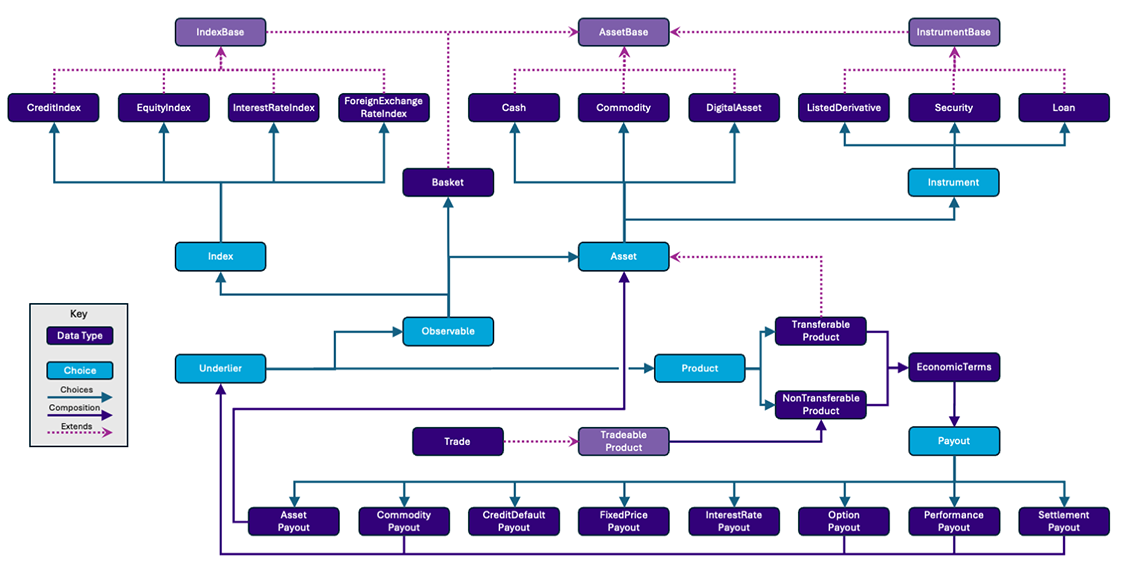 IndexBase
AssetBase
InstrumentBase
CreditIndex
EquityIndex
InterestRateIndex
ForeignExchange
RateIndex
Cash
Commodity
DigitalAsset
ListedDerivative
Security
Loan
Basket
Instrument
Index
Asset
Key
Data Type
Choice
Choices
Composition
Extends
Observable
Transferable
Product
Underlier
Product
EconomicTerms
NonTransferable
Product
Trade
Tradeable
Product
Payout
Asset
Payout
Commodity
Payout
CreditDefault
Payout
FixedPrice
Payout
InterestRate
Payout
Option
Payout
Performance
Payout
Settlement
Payout